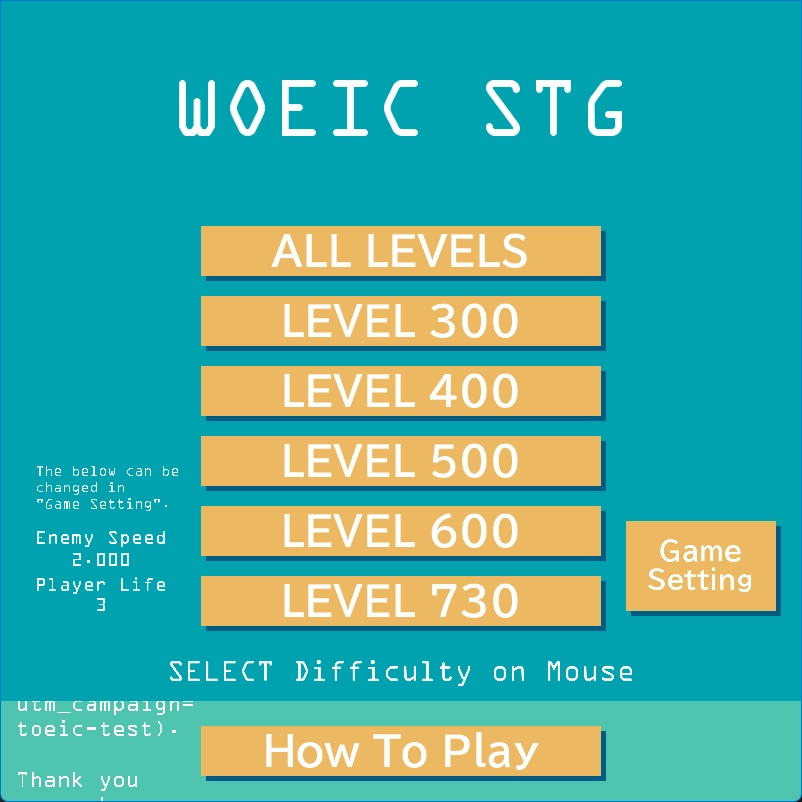 WOEIC STG
ALL LEVELS
LEVEL 300
LEVEL 400
LEVEL 500
LEVEL 600
LEVEL 730
The below can be
changed in
"Game Setting".
Enemy Speed
2.000
Player Life
3
Game
Setting
SELECT Difficulty on Mouse
utm_campaign=
toeic-test).
Thank you
How To Play